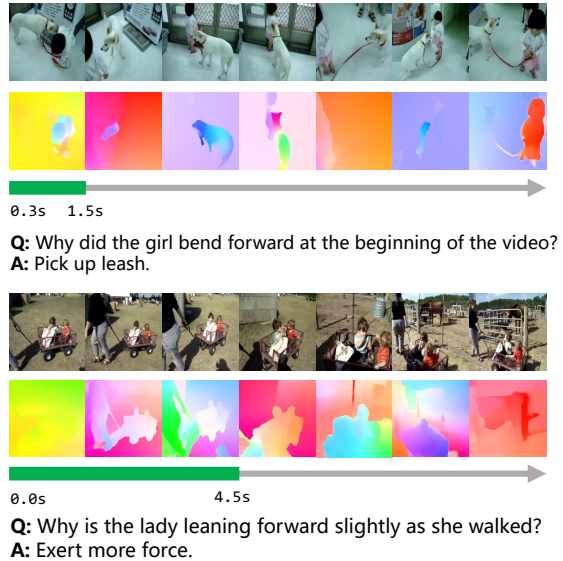 0.3s 1.5s
Q: Why did the girl bend forward at the beginning of the video?
A: Pick up leash.
0.0s 4.5s
Q: Why is the lady leaning forward slightly as she walked?
A: Exert more force.